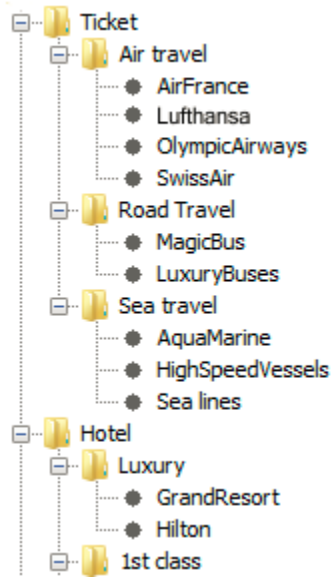 Ticket
Air travel
AirFrance
Lufthansa
OlympicAirways
SwissAir
Road Travel
MagicBus
LuxuryBuses
Sea travel
AquaMarine
HighSpeedVessels
Sea lines
Hotel
Luxury
GrandResort
Hilton
1st class